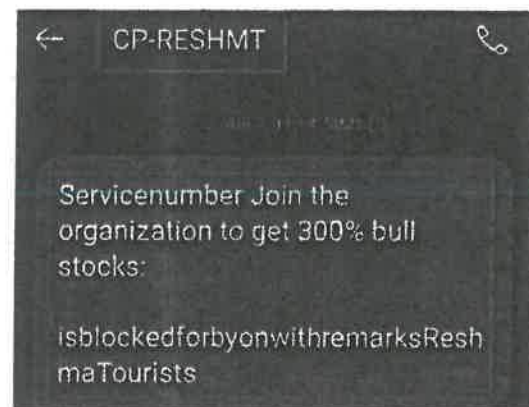 CP-RESHMT
Servicenumber Join the
organization to get 300% bull
stocks:
isblockedforbyonwithremarksResh
maTourists